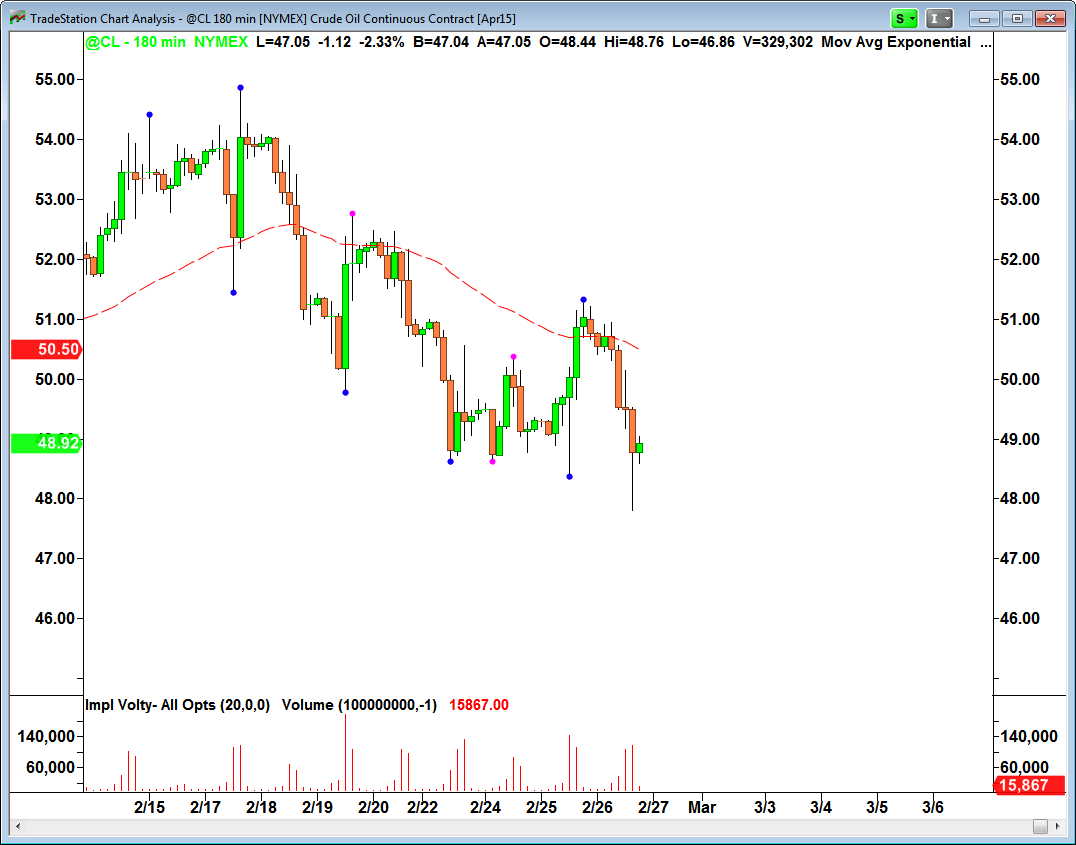 TradeStation Chart Analysis - @CL 180 min [NYMEX] Crude Oil Continuous Contract [Apr15]
S
I
@CL - 180 min NYMEX L=47.05 -1.12 -2.33% B=47.04 A=47.05 O=48.44 Hi=48.76 Lo=46.86 V=329,302 Mov Avg Exponential ...
55.00 55.00
54.00 54.00
53.00 53.00
52.00 52.00
51.00 51.00
50.50
50.00 50.00
49.00
48.92
48.00 48.00
47.00 47.00
46.00 46.00
Impl Volty- All Opts (20,0,0) Volume (100000000,-1) 15867.00
140,000 140,000
60,000 60,000
15,867
2/15 2/17 2/18 2/19 2/20 2/22 2/24 2/25 2/26 2/27 Mar 3/3 3/4 3/5 3/6